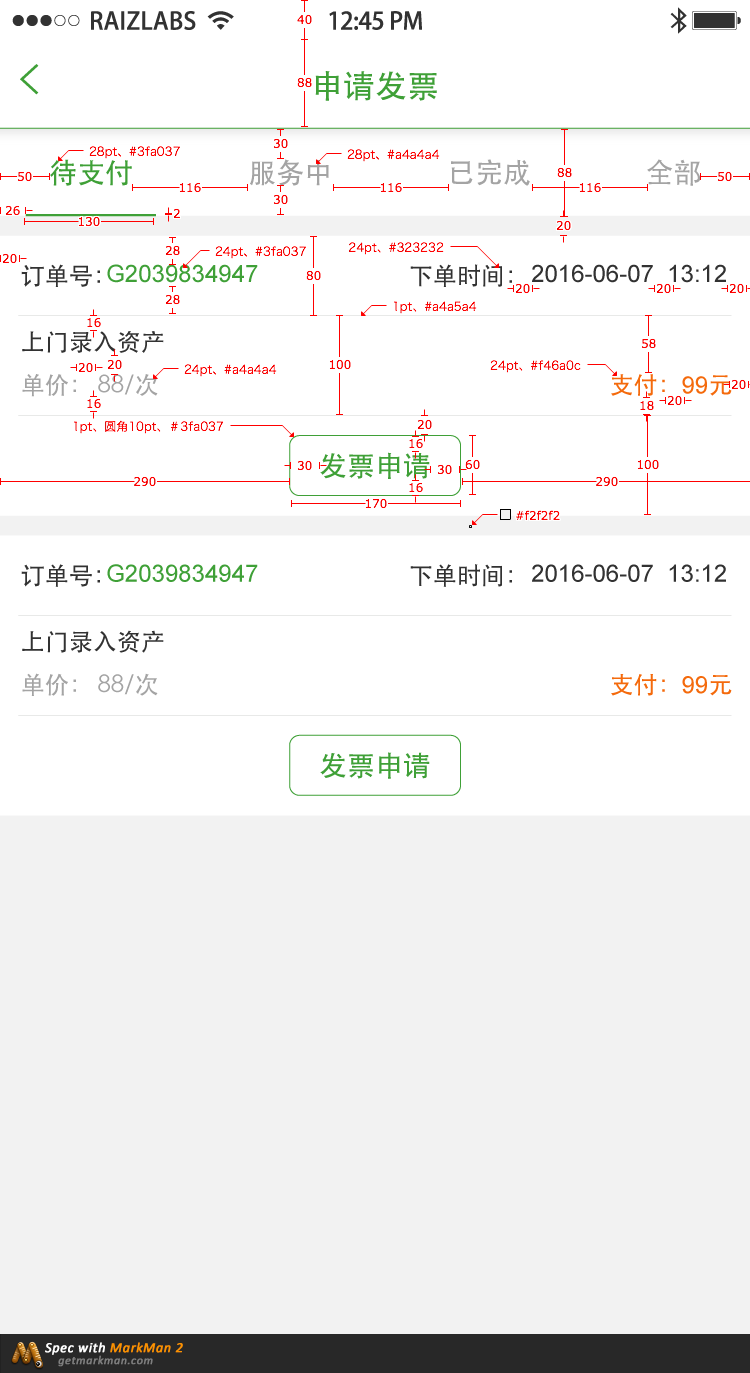 RAIZLABS 40 12:45 PM
88 申请发票
30
28pt、#3fa037 28pt、#a4a4a4
50 待支付 116 服务中 116 已完成 88 116 全部 50
30
26 2
130 20
28 24pt、#3fa037 24pt、#323232
20 订单号:G2039834947 80 下单时间: 2016-06-07 13:12
28 20 20 20
1pt、#a4a5a4
16
上门录入资产 58
20 20 24pt、#a4a4a4 100 24pt、#f46a0c
单价: 88/次 支付: 99元 20
16 18 20
1pt、圆角10pt、#3fa037 20
16
30 发票申请 30 60 100
290 16 290
170
#f2f2f2
订单号:G2039834947 下单时间: 2016-06-07 13:12
上门录入资产
单价: 88/次 支付: 99元
发票申请
Spec with MarkMan 2
getmarkman.com